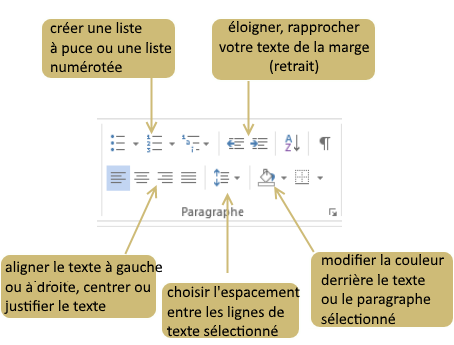 créer une liste
à puce ou une liste
numérotée
éloigner, rapprocher
votre texte de la marge
(retrait)
Paragraphe
aligner le texte à gauche
ou à droite, centrer ou
justifier le texte
choisir l'espacement
entre les lignes de
texte sélectionné
modifier la couleur
derrière le texte
ou le paragraphe
sélectionné